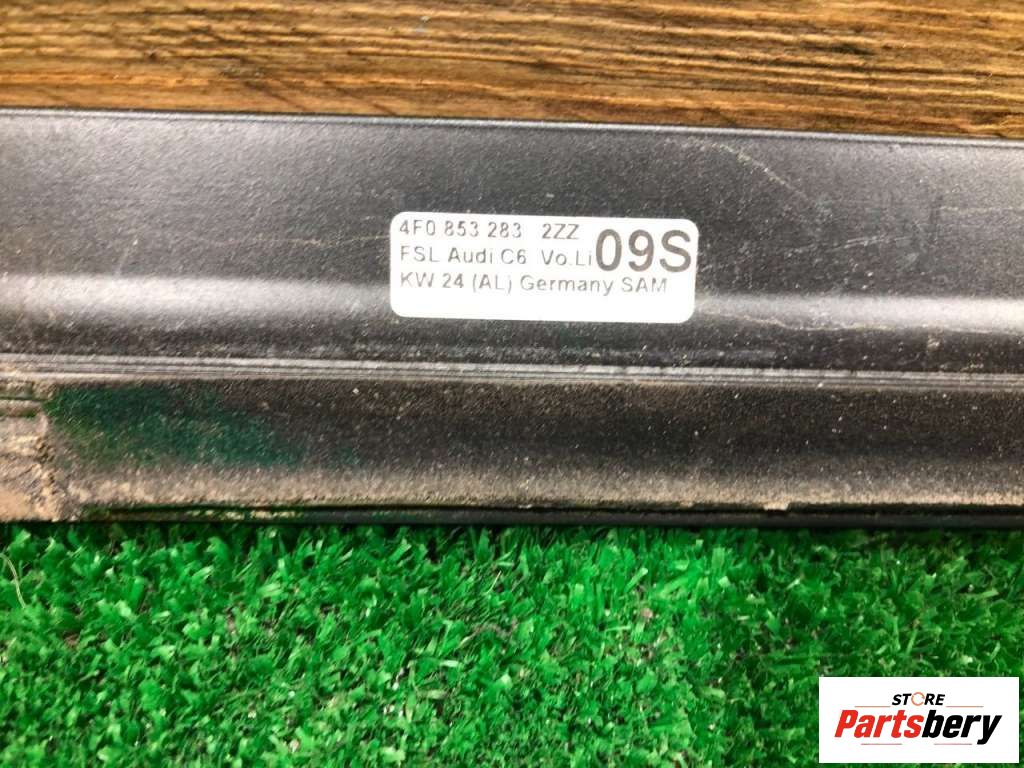 4F0 853 283 2ZZ
FSL Audi C6 Vo.Li 09S
KW 24 (AL) Germany SAM
STORE
Partsbery